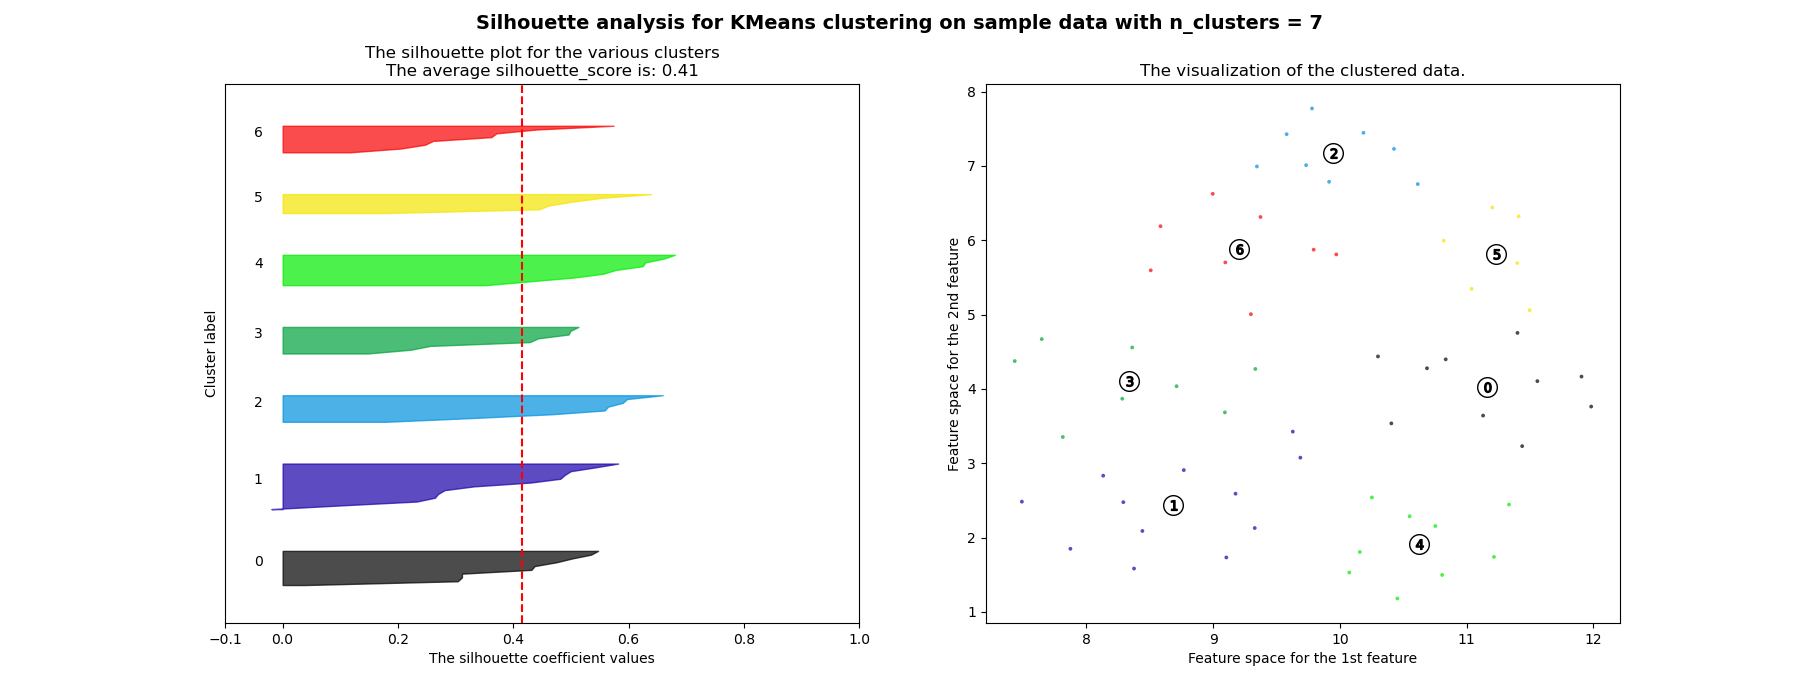 Silhouette analysis for KMeans clustering on sample data with n_clusters = 7
The silhouette plot for the various clusters
The average silhouette_score is: 0.41
Cluster label
6
5
4
3
2
1
0
−0.1 0.0 0.2 0.4 0.6 0.8 1.0
The silhouette coefficient values
The visualization of the clustered data.
Feature space for the 2nd feature
8
7
6
5
4
3
2
1
2
6
5
3
0
1
4
8 9 10 11 12
Feature space for the 1st feature